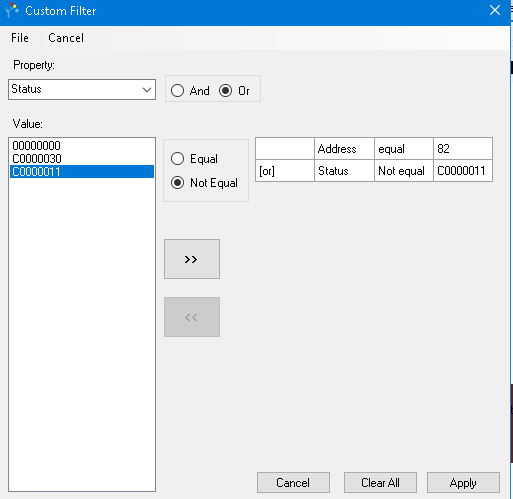 Custom Filter
File Cancel
Property:
Status
And Or
Value:
00000000
C0000030
C0000011
Equal
Not Equal
Address equal 82
[or] Status Not equal C0000011
>>
<<
Cancel Clear All Apply